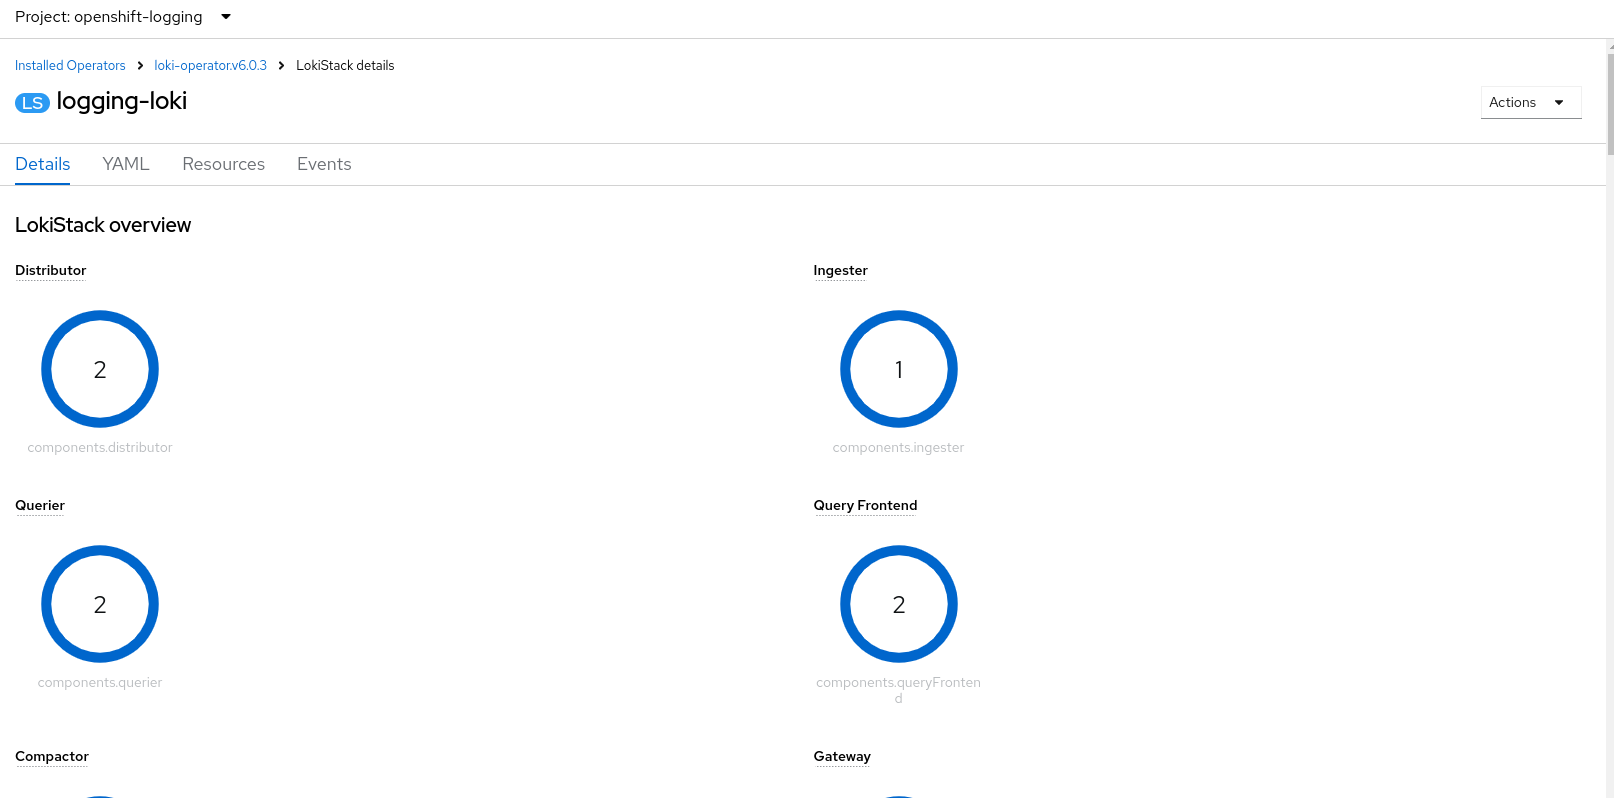 Project: openshift-logging
Installed Operators > loki-operator.v6.0.3 > LokiStack details
LS logging-loki
Actions
Details YAML Resources Events
LokiStack overview
Distributor
Ingester
2
1
components.distributor
components.ingester
Querier
Query Frontend
2
2
components.querier
components.queryFronten
d
Compactor
Gateway